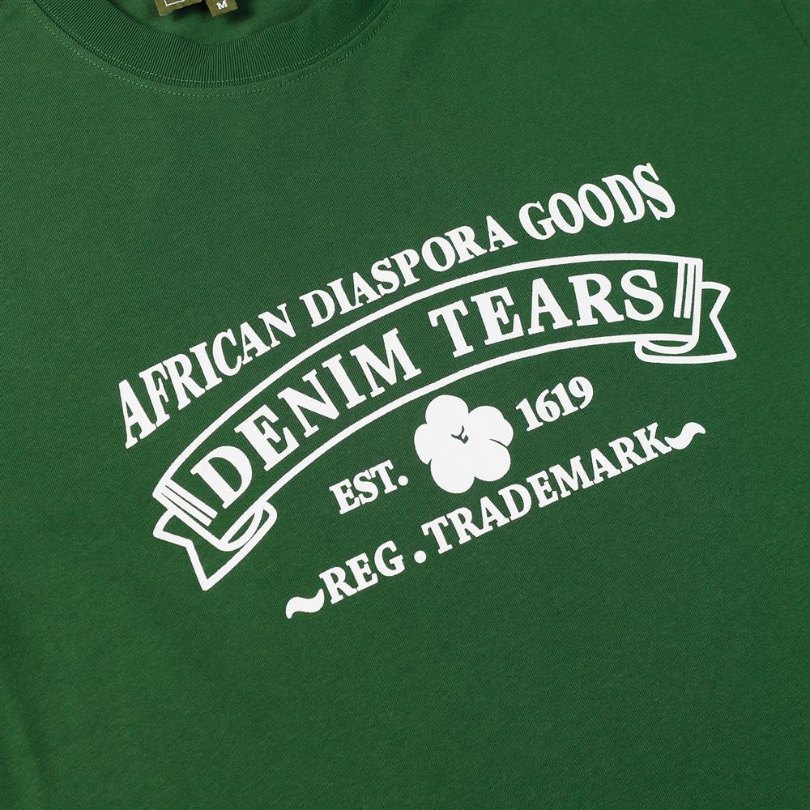 M
AFRICAN DIASPORA GOODS
DENIM TEARS
EST. 1619
~REG. TRADEMARK~